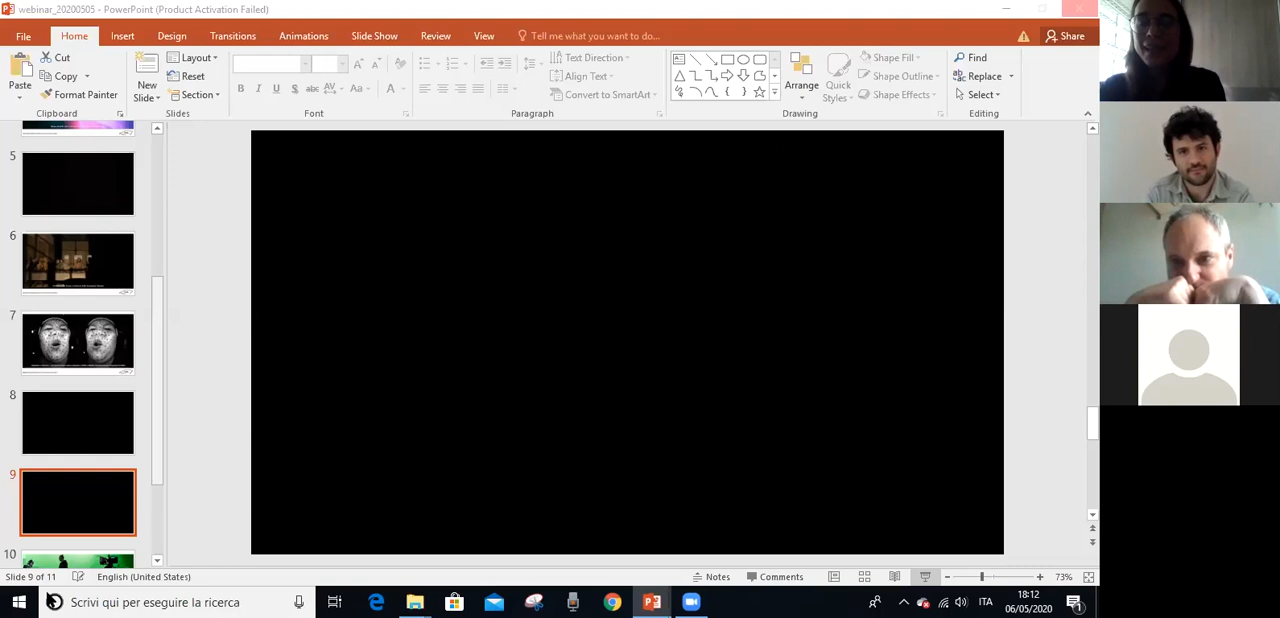 webinar_20200505 - PowerPoint (Product Activation Failed)
File Home Insert Design Transitions Animations Slide Show Review View Tell me what you want to do... Share
Paste
Cut
Copy
Format Painter
Clipboard
New
Slide
Layout
Reset
Section
Slides
B I U S abc AV Aa A
Font
Text Direction
Align Text
Convert to SmartArt
Paragraph
Arrange
Quick
Styles
Shape Fill
Shape Outline
Shape Effects
Drawing
Find
Replace
Select
Editing
5
6
7
8
9
10
Slide 9 of 11 English (United States) Notes Comments 73%
Scrivi qui per eseguire la ricerca
ITA
18:12
06/05/2020
1